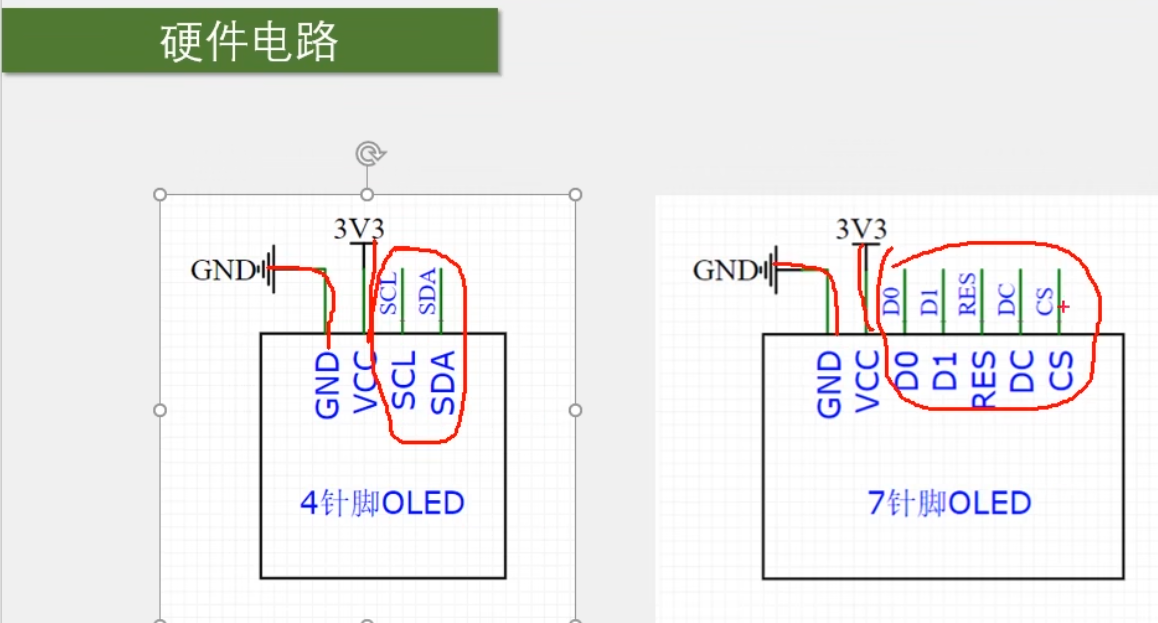 硬件电路
3V3
GND
SCL
SDA
GND
VCC
SCL
SDA
4针脚OLED
3V3
GND
D0
D1
RES
DC
CS
GND
VCC
D0
D1
RES
DC
CS
7针脚OLED